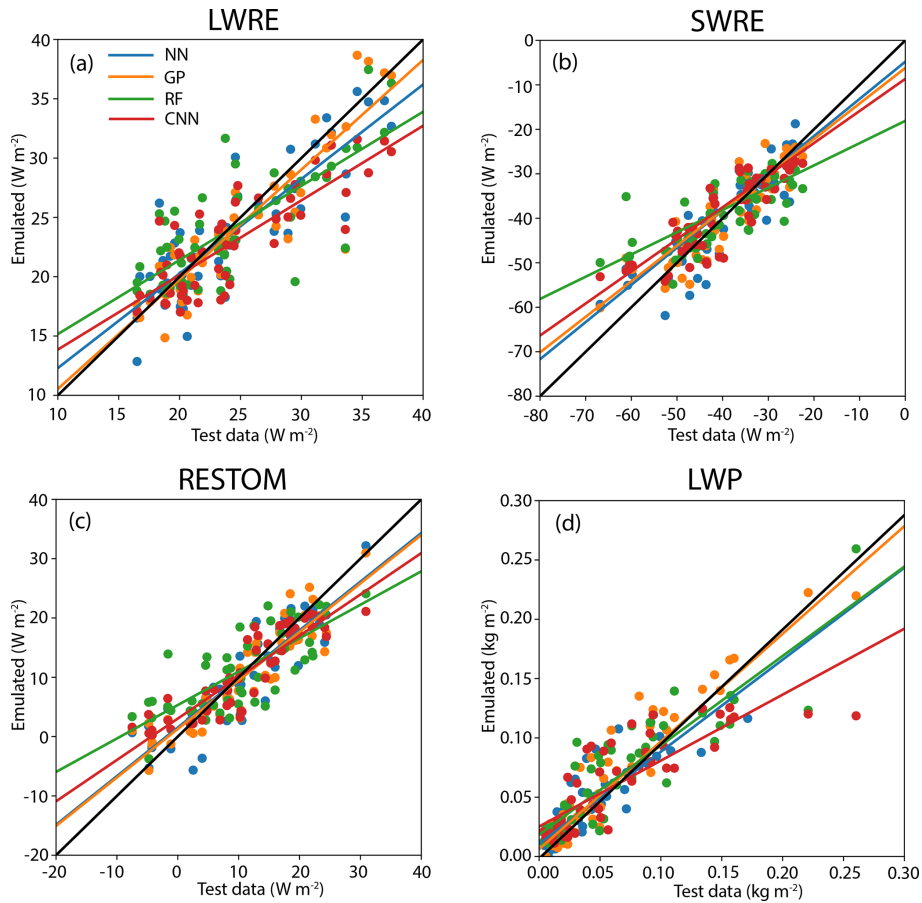 LWRE
(a)
NN
GP
RF
CNN
40
35
30
25
20
15
10
Emulated (W m-2)
10 15 20 25 30 35 40
Test data (W m-2)
SWRE
(b)
0
-10
-20
-30
-40
-50
-60
-70
-80
Emulated (W m-2)
-80 -70 -60 -50 -40 -30 -20 -10 0
Test data (W m-2)
RESTOM
(c)
40
30
20
10
0
-10
-20
Emulated (W m-2)
-20 -10 0 10 20 30 40
Test data (W m-2)
LWP
(d)
0.30
0.25
0.20
0.15
0.10
0.05
0.00
Emulated (kg m-2)
0.00 0.05 0.10 0.15 0.20 0.25 0.30
Test data (kg m-2)